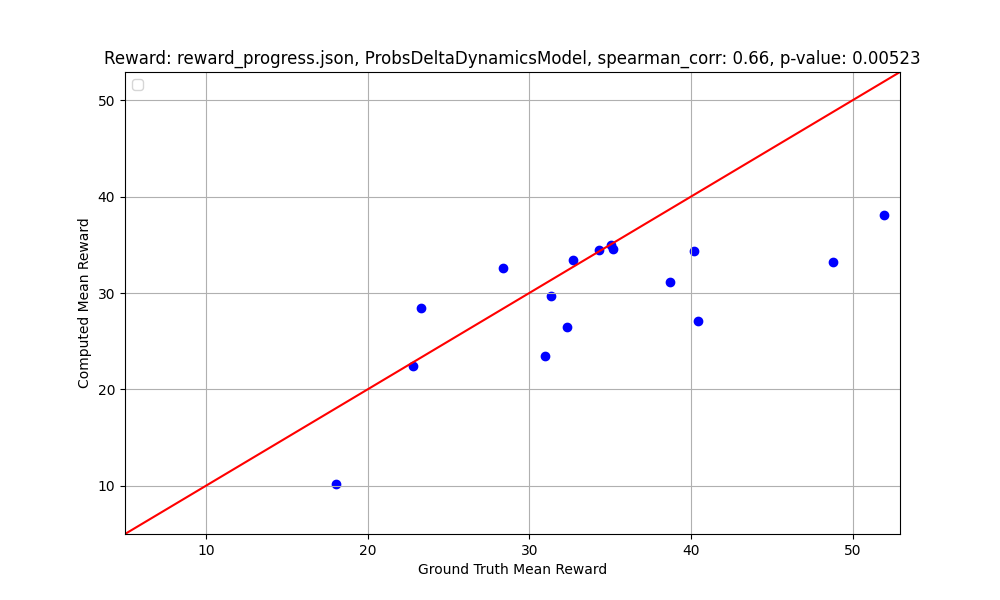 Reward: reward_progress.json, ProbsDeltaDynamicsModel, spearman_corr: 0.66, p-value: 0.00523
50
40
30
20
10
Computed Mean Reward
10 20 30 40 50
Ground Truth Mean Reward